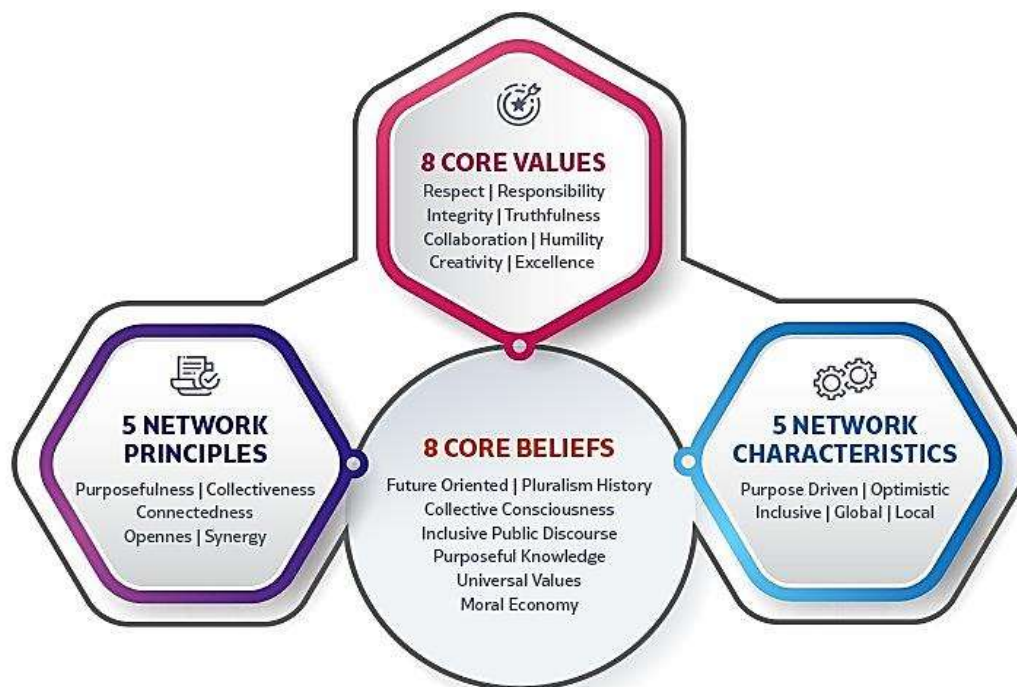 8 CORE VALUES
Respect | Responsibility
Integrity | Truthfulness
Collaboration | Humility
Creativity | Excellence
5 NETWORK
PRINCIPLES
Purposefulness | Collectiveness
Connectedness
Opennes | Synergy
8 CORE BELIEFS
Future Oriented | Pluralism History
Collective Consciousness
Inclusive Public Discourse
Purposeful Knowledge
Universal Values
Moral Economy
5 NETWORK
CHARACTERISTICS
Purpose Driven | Optimistic
Inclusive | Global | Local